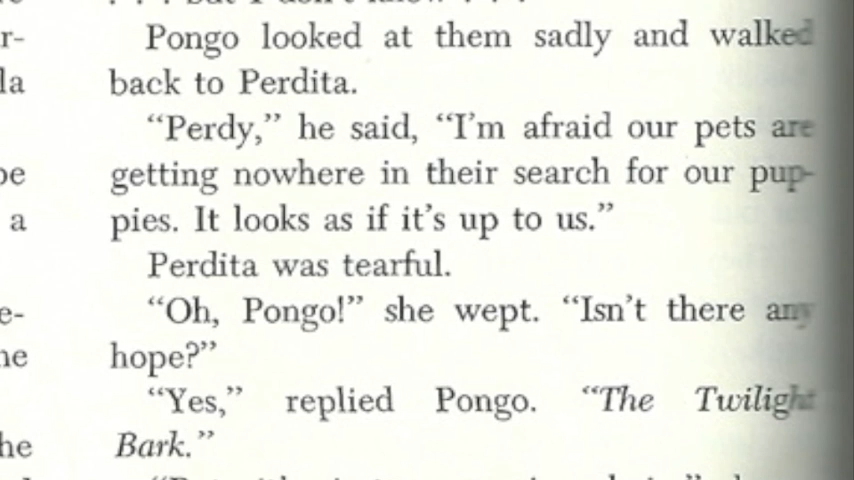 Pongo looked at them sadly and walked
back to Perdita.
“Perdy,” he said, “I’m afraid our pets are
getting nowhere in their search for our pup-
pies. It looks as if it’s up to us.”
Perdita was tearful.
“Oh, Pongo!” she wept. “Isn’t there any
hope?”
“Yes,” replied Pongo. “The Twilight
Bark.”